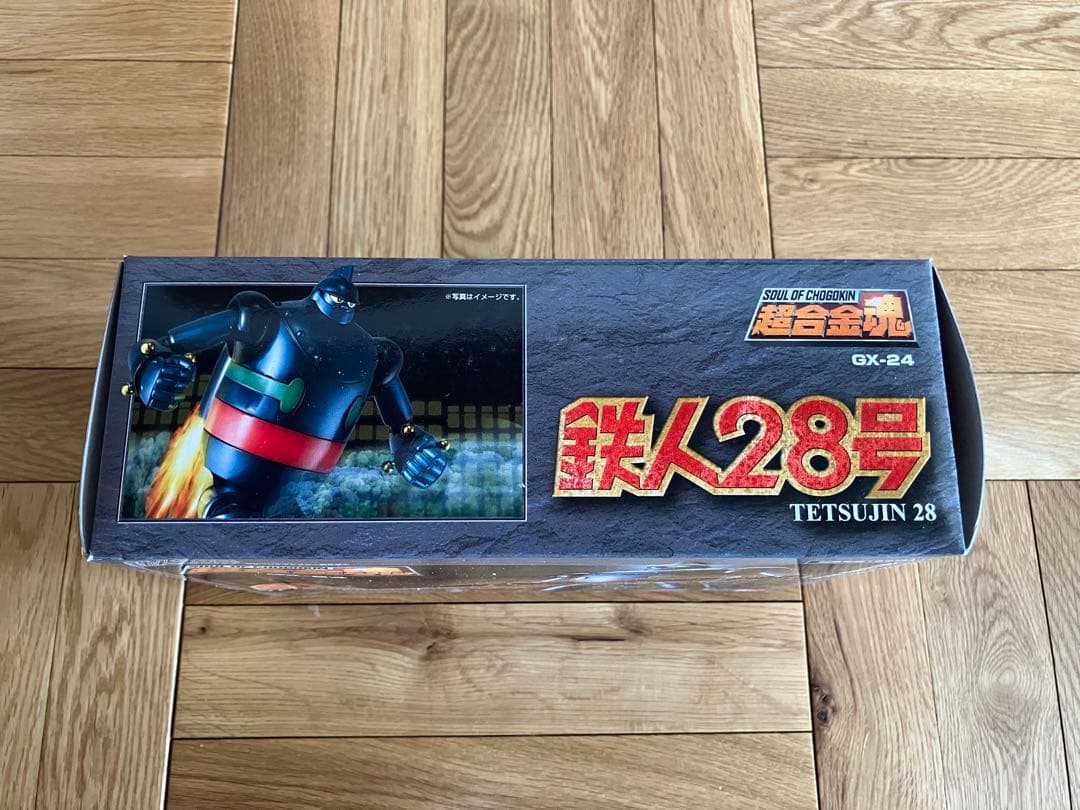 ※写真はイメージです。
SOUL OF CHOGOKIN
超合金魂
GX-24
鉄人28号
TETSUJIN 28